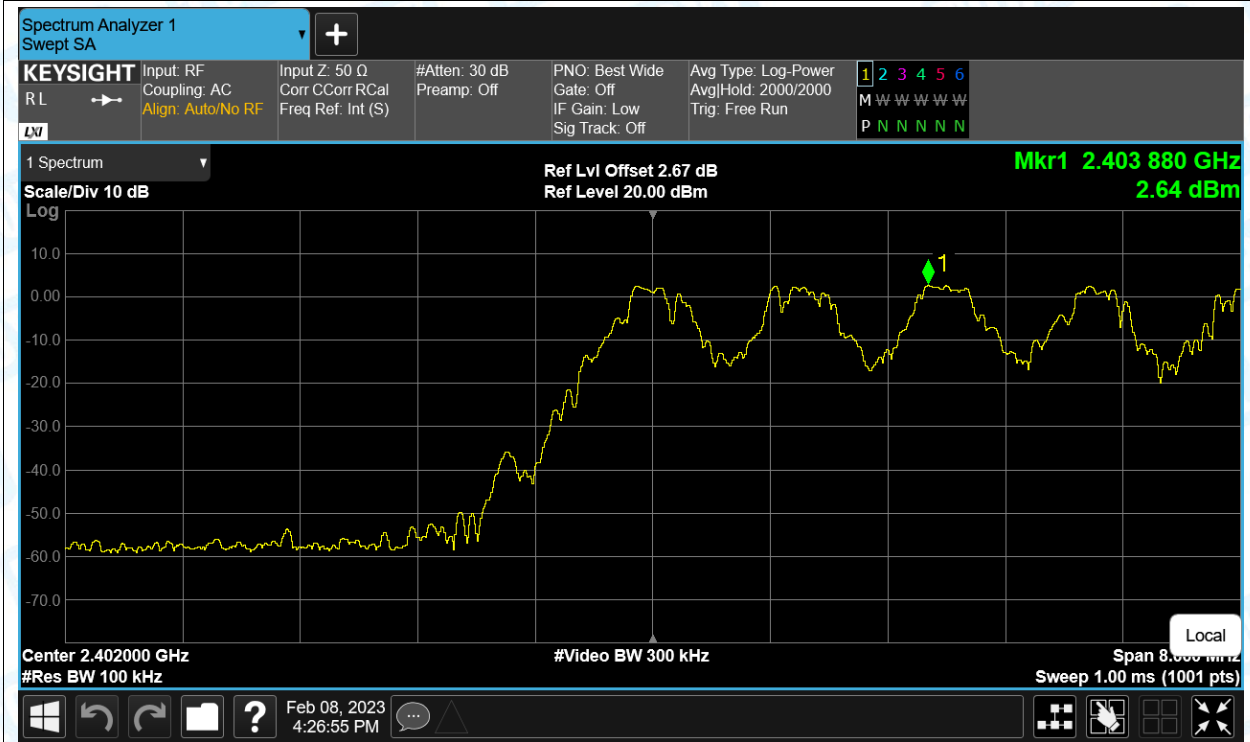 Spectrum Analyzer 1
Swept SA
KEYSIGHT
R L
LXI
Input: RF
Coupling: AC
Align: Auto/No RF
Input Z: 50 Ω
Corr CCorr RCal
Freq Ref: Int (S)
#Atten: 30 dB
Preamp: Off
PNO: Best Wide
Gate: Off
IF Gain: Low
Sig Track: Off
Avg Type: Log-Power
Avg|Hold: 2000/2000
Trig: Free Run
1 2 3 4 5 6
M W W W W W
P N N N N N
1 Spectrum
Scale/Div 10 dB
Log
Ref Lvl Offset 2.67 dB
Ref Level 20.00 dBm
Mkr1 2.403 880 GHz
2.64 dBm
10.0
0.00
-10.0
-20.0
-30.0
-40.0
-50.0
-60.0
-70.0
1
Local
Center 2.402000 GHz
#Video BW 300 kHz
Span
#Res BW 100 kHz
Sweep 1.00 ms (1001 pts)
?
Feb 08, 2023
4:26:55 PM